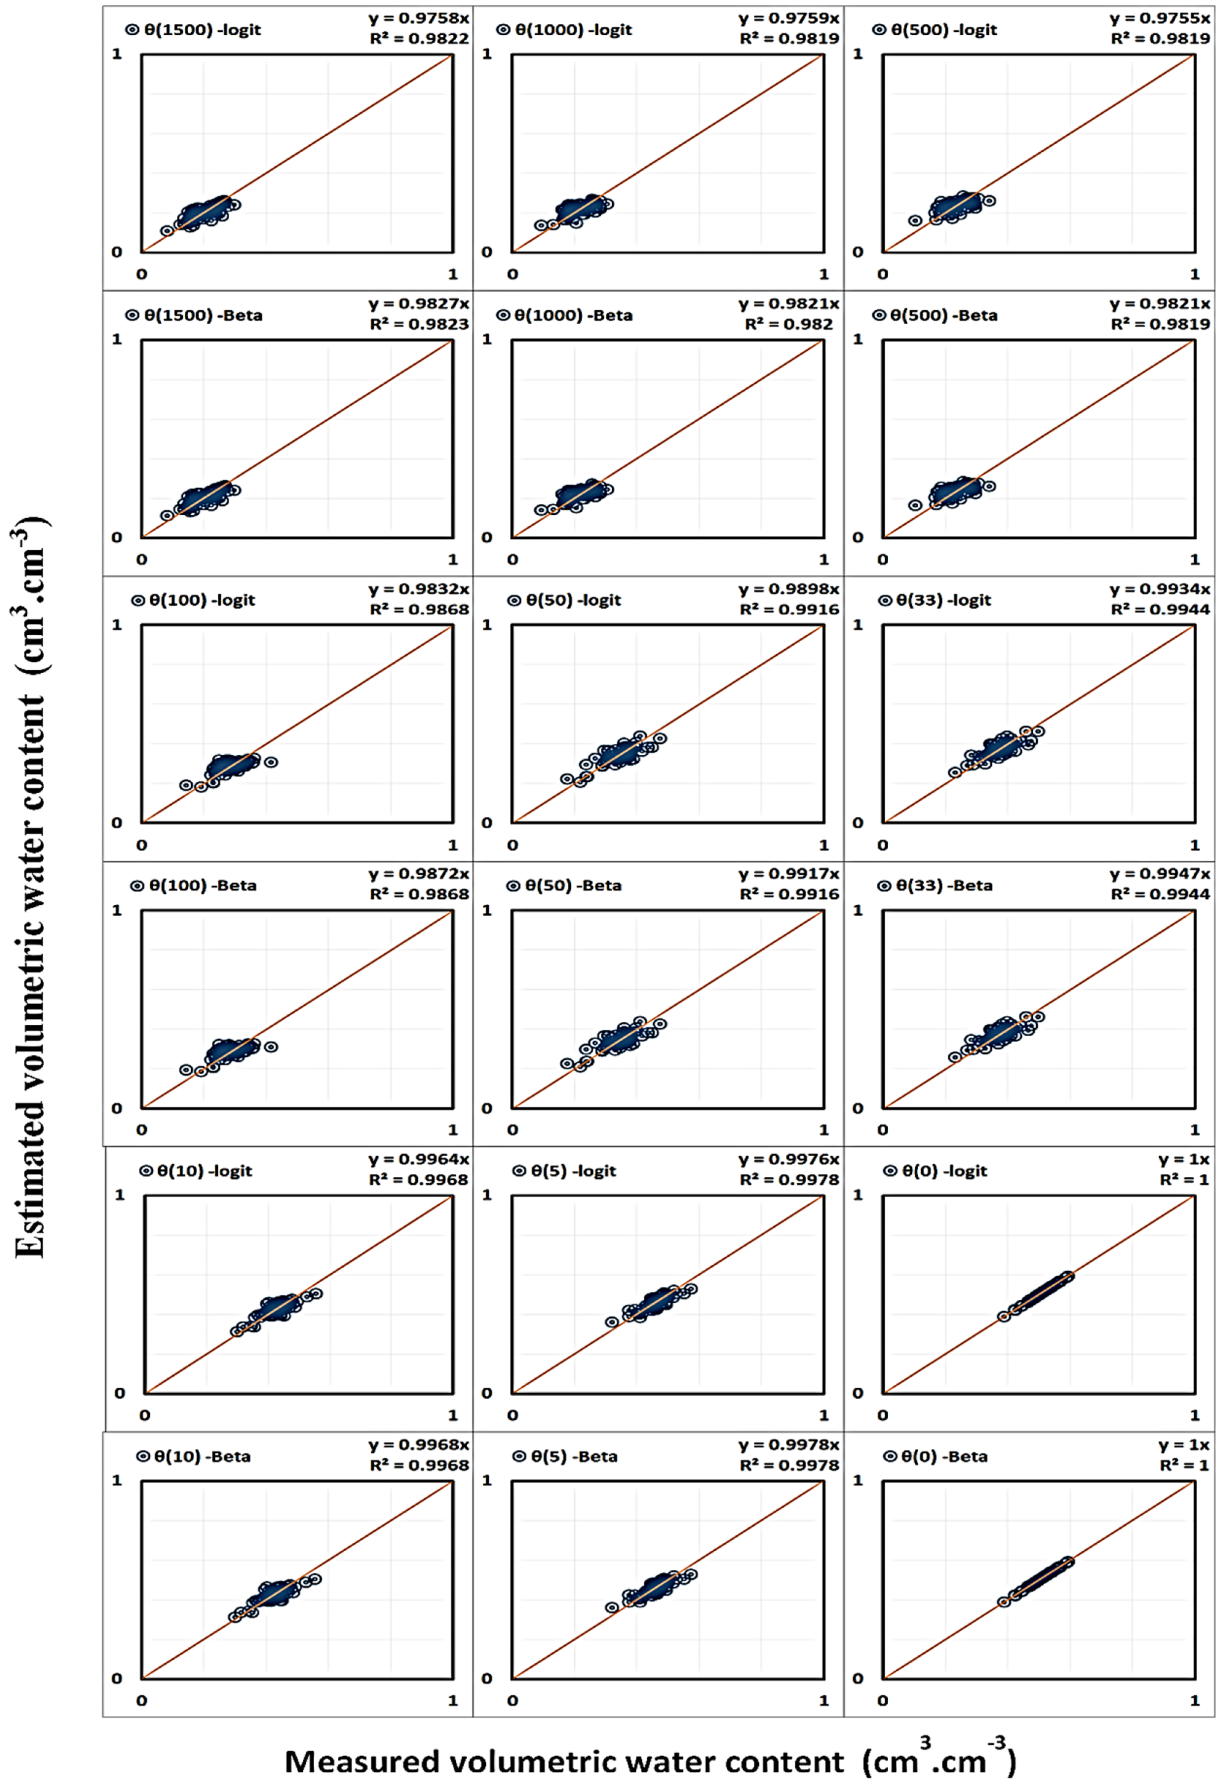 Estimated volumetric water content (cm³.cm⁻³)
θ(1500) -logit
y = 0.9758x
R² = 0.9822
1
0
0
1
θ(1000) -logit
y = 0.9759x
R² = 0.9819
1
0
0
1
θ(500) -logit
y = 0.9755x
R² = 0.9819
1
0
0
1
θ(1500) -Beta
y = 0.9827x
R² = 0.9823
1
0
0
1
θ(1000) -Beta
y = 0.9821x
R² = 0.982
1
0
0
1
θ(500) -Beta
y = 0.9821x
R² = 0.9819
1
0
0
1
θ(100) -logit
y = 0.9832x
R² = 0.9868
1
0
0
1
θ(50) -logit
y = 0.9898x
R² = 0.9916
1
0
0
1
θ(33) -logit
y = 0.9934x
R² = 0.9944
1
0
0
1
θ(100) -Beta
y = 0.9872x
R² = 0.9868
1
0
0
1
θ(50) -Beta
y = 0.9917x
R² = 0.9916
1
0
0
1
θ(33) -Beta
y = 0.9947x
R² = 0.9944
1
0
0
1
θ(10) -logit
y = 0.9964x
R² = 0.9968
1
0
0
1
θ(5) -logit
y = 0.9976x
R² = 0.9978
1
0
0
1
θ(0) -logit
y = 1x
R² = 1
1
0
0
1
θ(10) -Beta
y = 0.9968x
R² = 0.9968
1
0
0
1
θ(5) -Beta
y = 0.9978x
R² = 0.9978
1
0
0
1
θ(0) -Beta
y = 1x
R² = 1
1
0
0
1
Measured volumetric water content (cm³.cm⁻³)